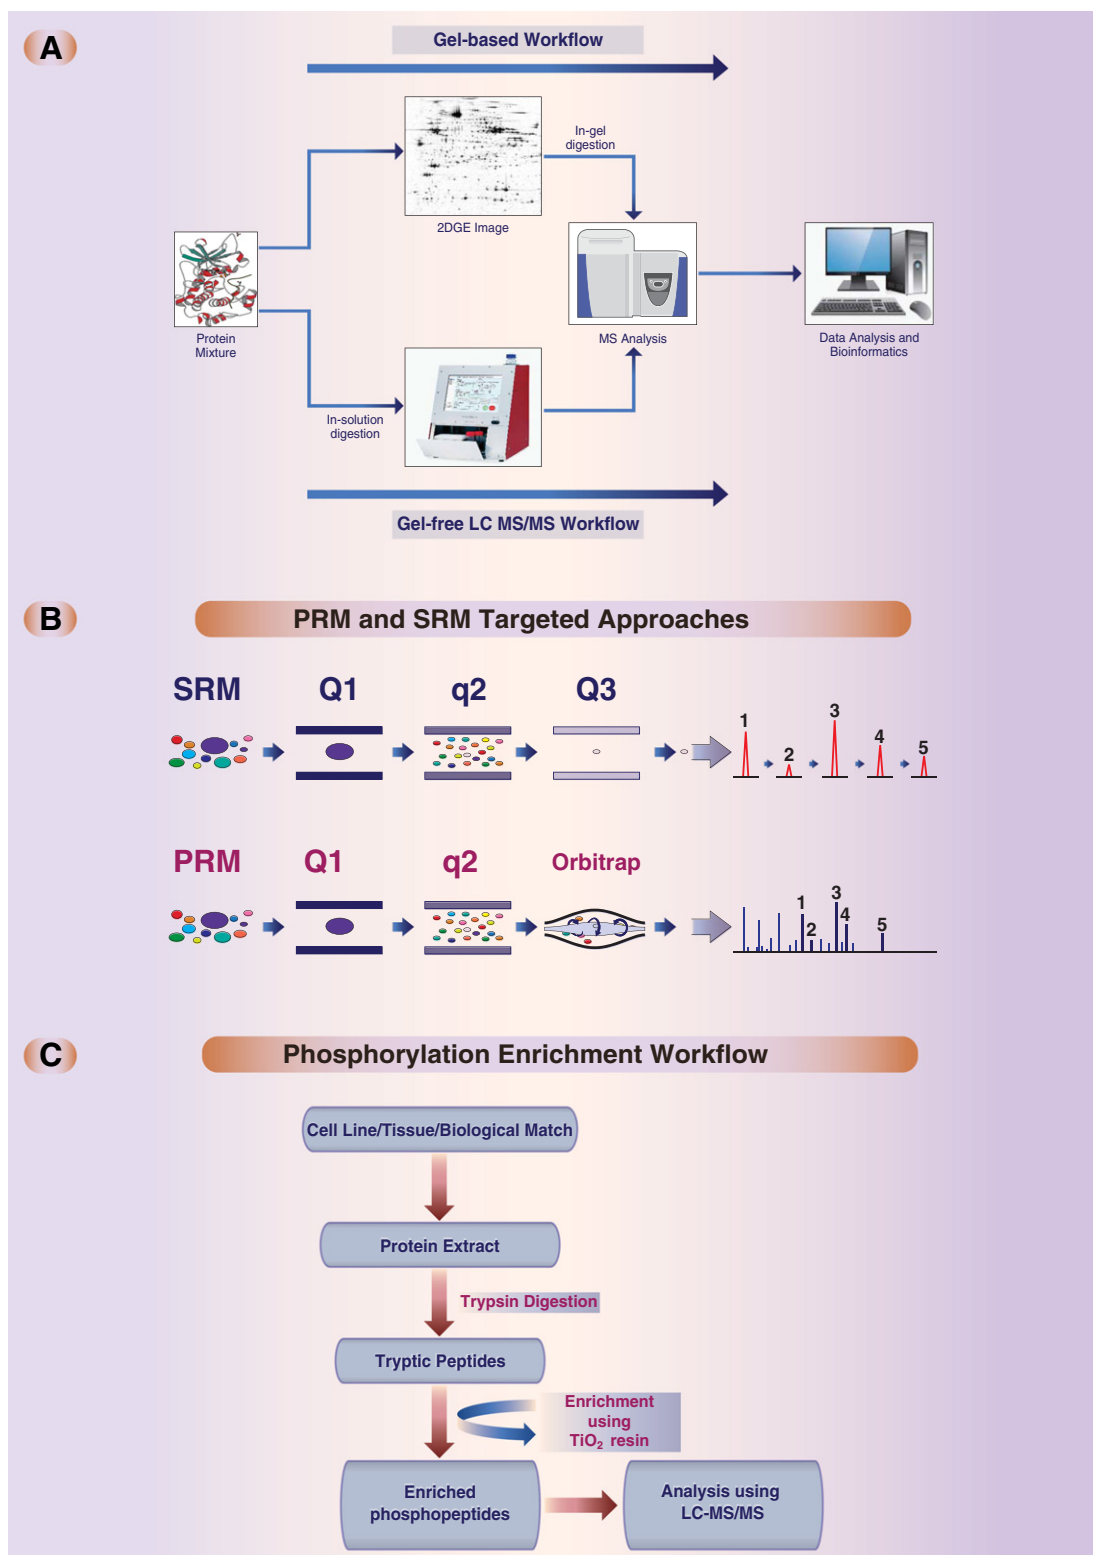 A
Gel-based Workflow
In-gel
digestion
2DGE Image
Protein
Mixture
MS Analysis
Data Analysis and
Bioinformatics
In-solution
digestion
Gel-free LC MS/MS Workflow
B
PRM and SRM Targeted Approaches
SRM Q1 q2 Q3
1 2 3 4 5
PRM Q1 q2 Orbitrap
1 2 3 4 5
C
Phosphorylation Enrichment Workflow
Cell Line/Tissue/Biological Match
Protein Extract
Trypsin Digestion
Tryptic Peptides
Enrichment
using
TiO₂ resin
Enriched
phosphopeptides
Analysis using
LC-MS/MS